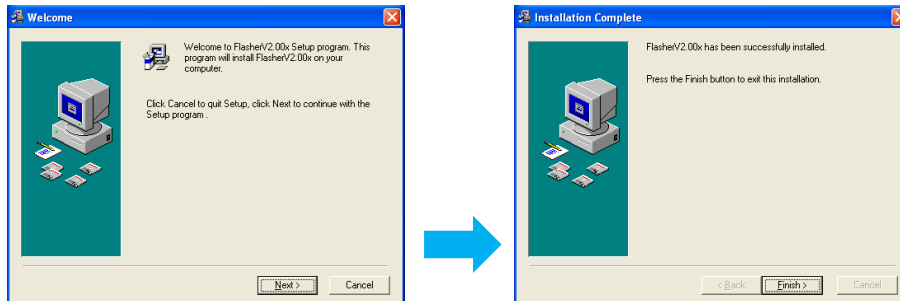 Welcome
Welcome to FlasherV2.00x Setup program. This
program will install FlasherV2.00x on your
computer.
Click Cancel to quit Setup, click Next to continue with the
Setup program .
Next >
Cancel
Installation Complete
FlasherV2.00x has been successfully installed.
Press the Finish button to exit this installation.
< Back
Finish >
Cancel